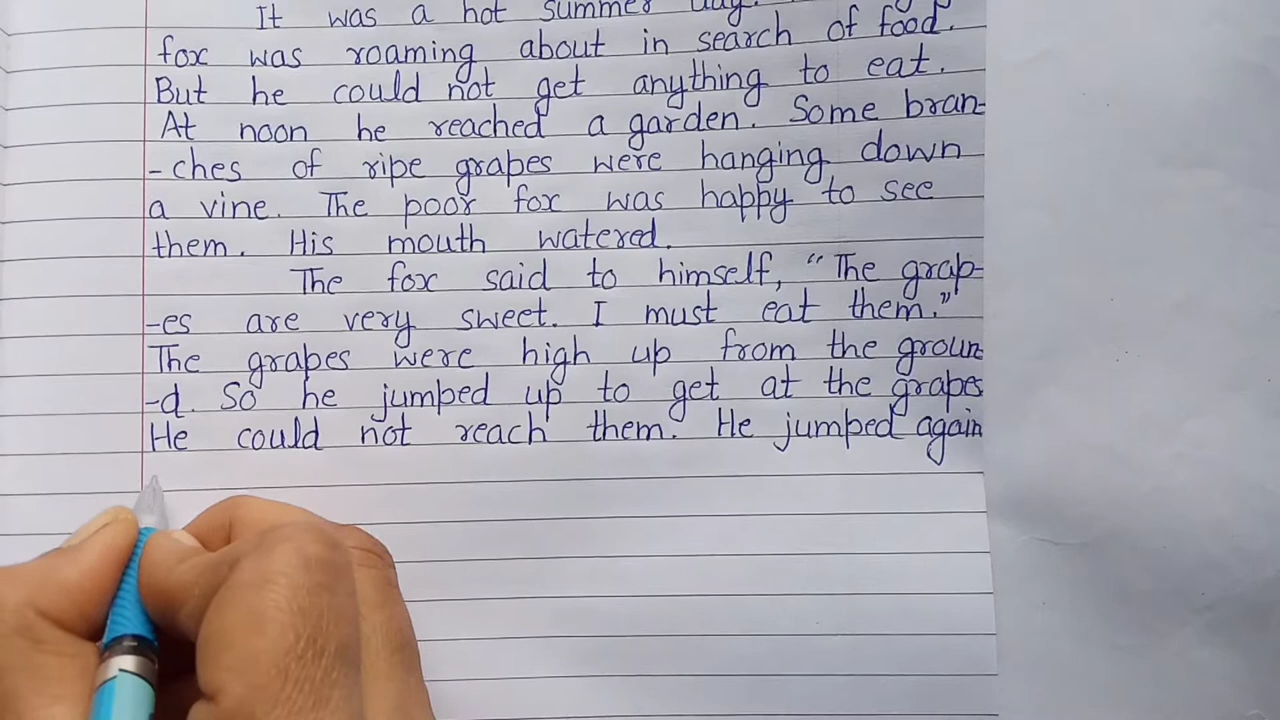 It was a hot summer day.
fox was roaming about in search of food.
But he could not get anything to eat.
At noon he reached a garden. Some bran-
-ches of ripe grapes were hanging down
a vine. The poor fox was happy to see
them. His mouth watered.
The fox said to himself, "The grap-
-es are very sweet. I must eat them."
The grapes were high up from the groun
-d. So he jumped up to get at the grapes
He could not reach them. He jumped again